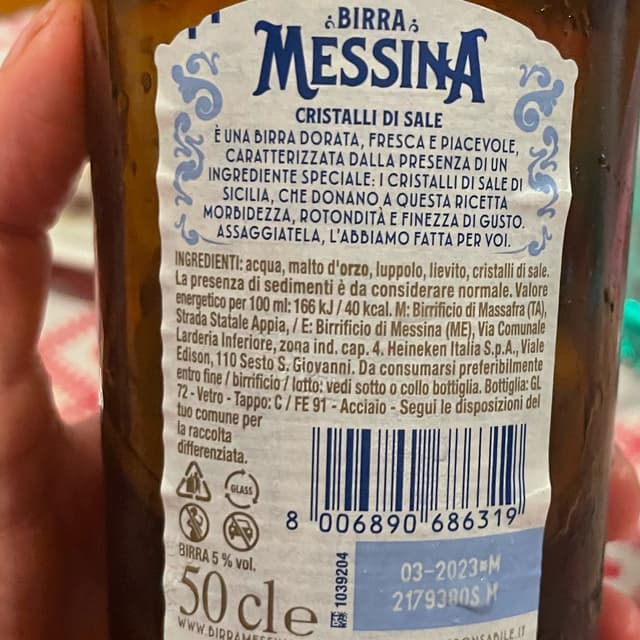 BIRRA
MESSINA
CRISTALLI DI SALE
È UNA BIRRA DORATA, FRESCA E PIACEVOLE,
CARATTERIZZATA DALLA PRESENZA DI UN
INGREDIENTE SPECIALE: I CRISTALLI DI SALE DI
SICILIA, CHE DONANO A QUESTA RICETTA
MORBIDEZZA, ROTONDITÀ E FINEZZA DI GUSTO.
ASSAGGIATELA, L'ABBIAMO FATTA PER VOI.
INGREDIENTI: acqua, malto d'orzo, luppolo, lievito, cristalli di sale.
La presenza di sedimenti è da considerare normale. Valore
energetico per 100 ml: 166 kJ / 40 kcal. M: Birrificio di Massafra (TA),
Strada Statale Appia, / E: Birrificio di Messina (ME), Via Comunale
Larderia Inferiore, zona ind. cap. 4. Heineken Italia S.p.A., Viale
Edison, 110 Sesto S. Giovanni. Da consumarsi preferibilmente
entro fine / birrificio / lotto: vedi sotto o collo bottiglia. Bottiglia: GL
72 - Vetro - Tappo: C / FE 91 - Acciaio - Segui le disposizioni del
tuo comune per
la raccolta
differenziata.
GLASS
8 006890 686319
BIRRA 5 % vol.
50 cl e
1039204
03-2023 M
2179380S M